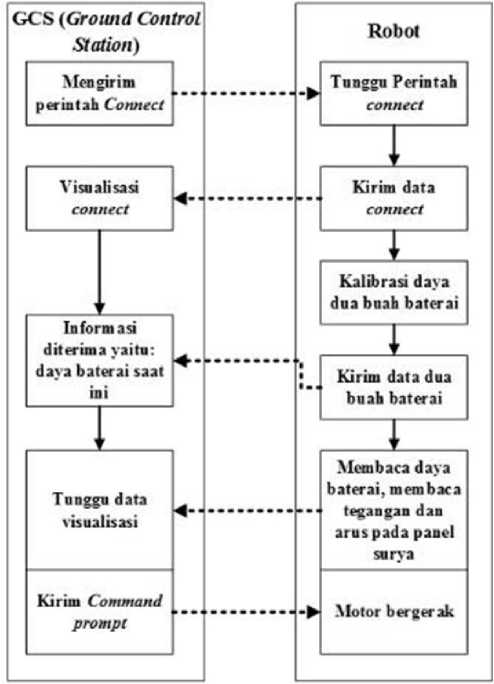 GCS (Ground Control
Station)
Mengirim
perintah Connect
Visualisasi
connect
Informasi
diterima yaitu:
daya baterai saat
ini
Tunggu data
visualisasi
Kirim Command
prompt
Robot
Tunggu Perintah
connect
Kirim data
connect
Kalibrasi daya
dua buah baterai
Kirim data dua
buah baterai
Membaca daya
baterai, membaca
tegangan dan
arus pada panel
surya
Motor bergerak